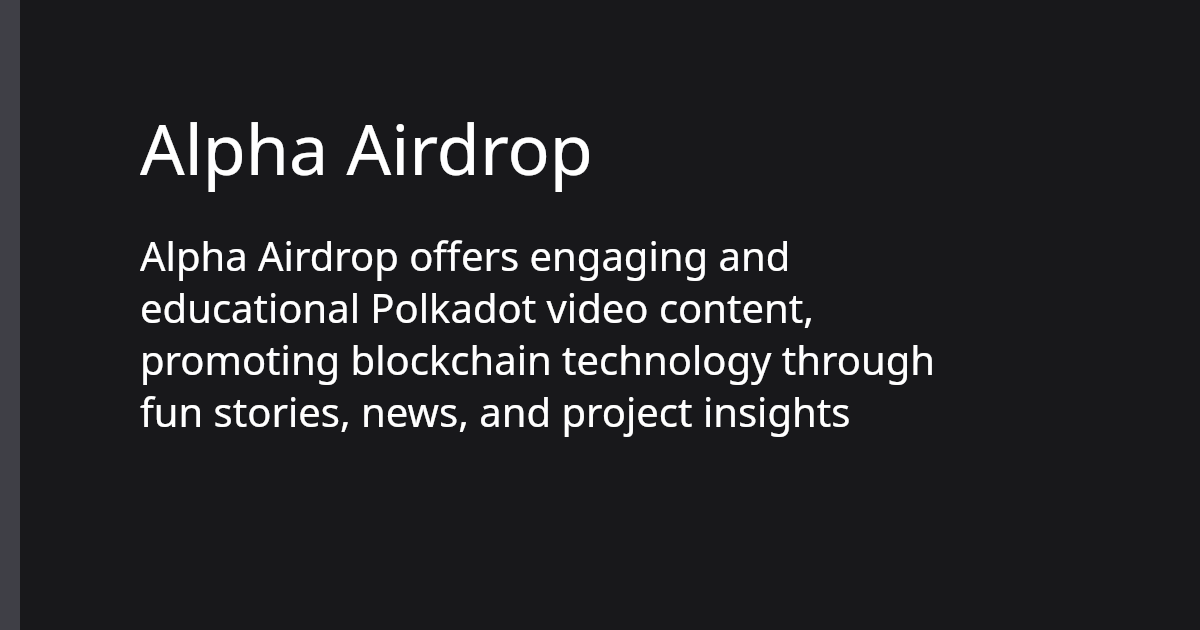 Alpha Airdrop
Alpha Airdrop offers engaging and
educational Polkadot video content,
promoting blockchain technology through
fun stories, news, and project insights